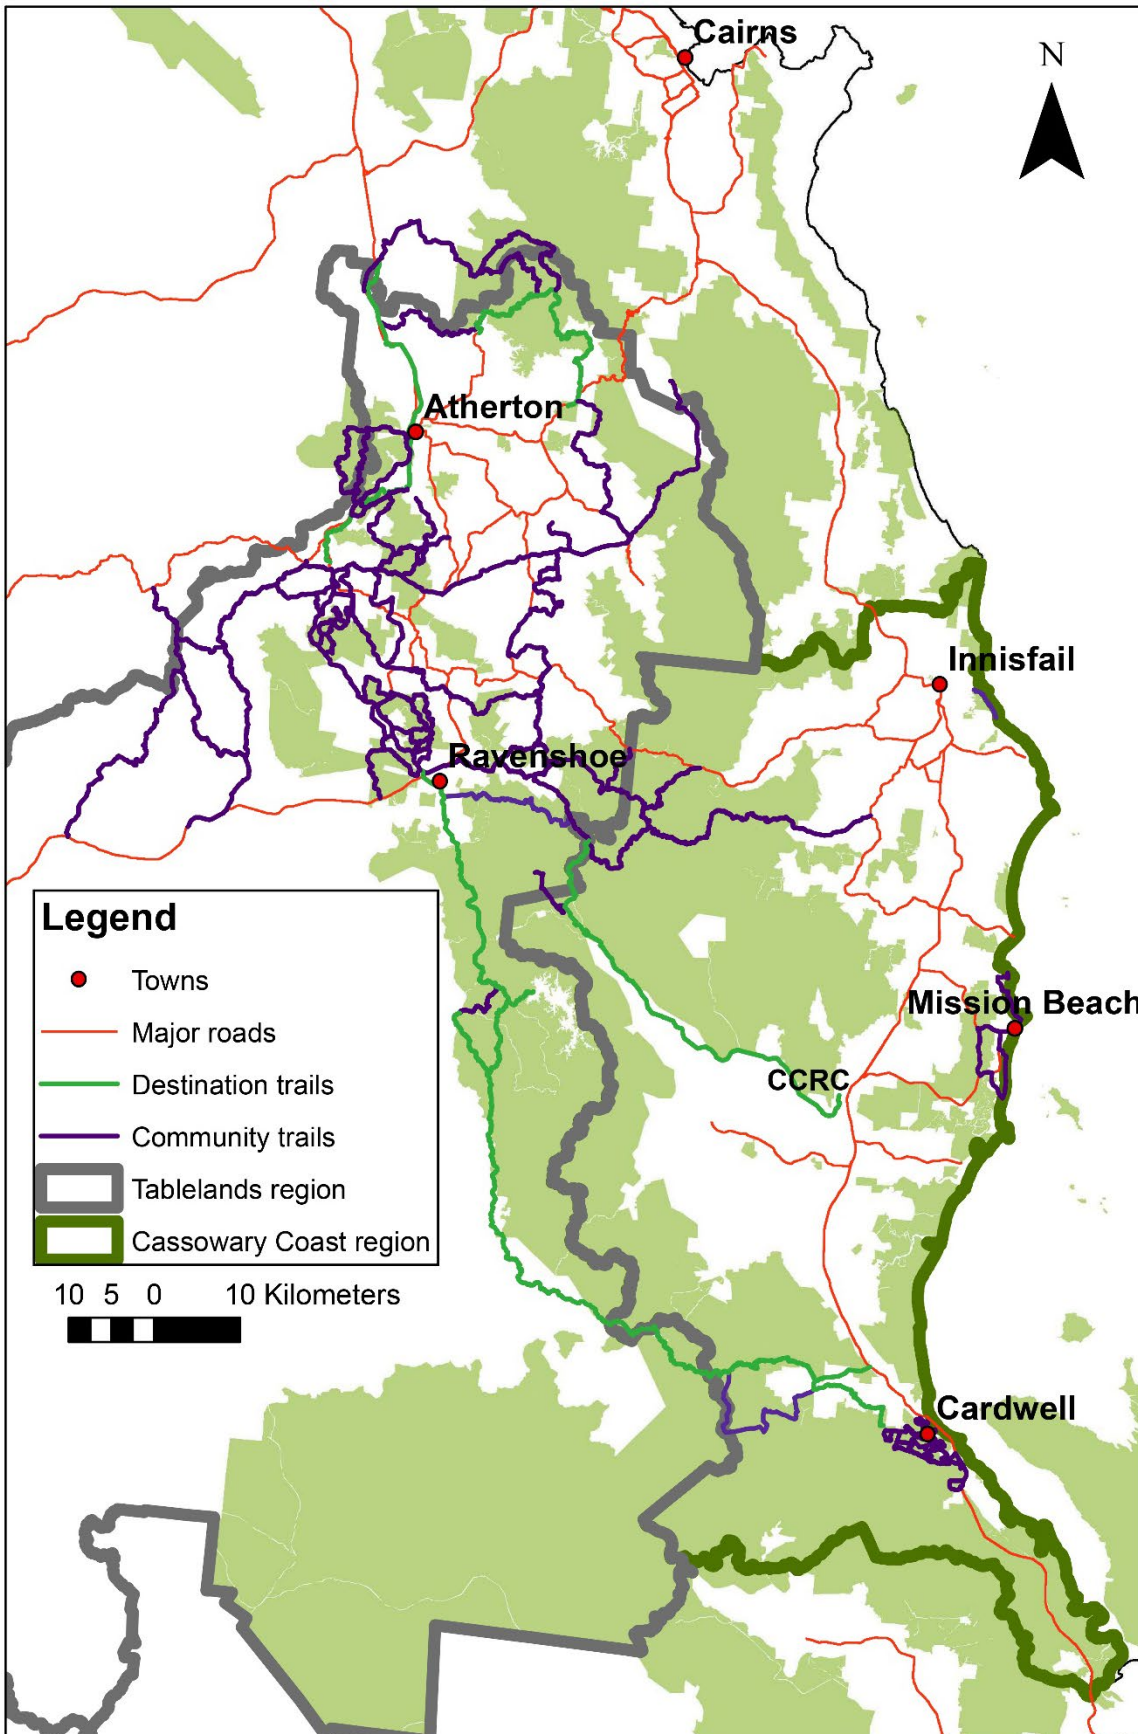 Cairns
N
Atherton
Innisfail
Ravenshoe
Legend
Towns
Major roads
Destination trails
Community trails
Tablelands region
Cassowary Coast region
Mission Beach
CCRC
10 5 0 10 Kilometers
Cardwell